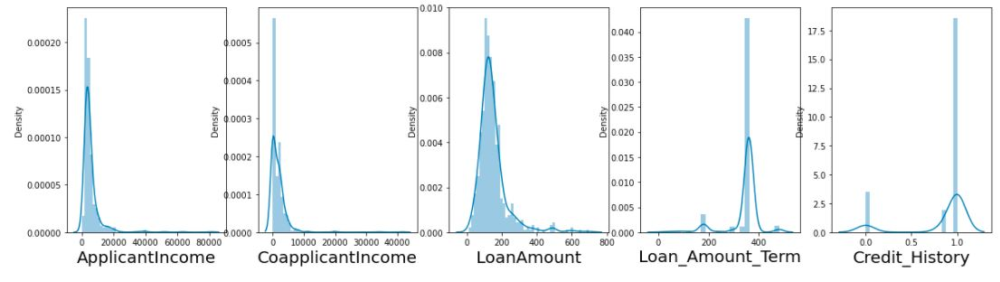 0.00020
0.00015
0.00010
0.00005
0.00000
Density
0 20000 40000 60000 80000
ApplicantIncome
0.0005
0.0004
0.0003
0.0002
0.0001
0.0000
Density
0 10000 20000 30000 40000
CoapplicantIncome
0.010
0.008
0.006
0.004
0.002
0.000
Density
0 200 400 600 800
LoanAmount
0.040
0.035
0.030
0.025
0.020
0.015
0.010
0.005
0.000
Density
0 200 400
Loan_Amount_Term
17.5
15.0
12.5
10.0
7.5
5.0
2.5
0.0
Density
0.0 0.5 1.0
Credit_History